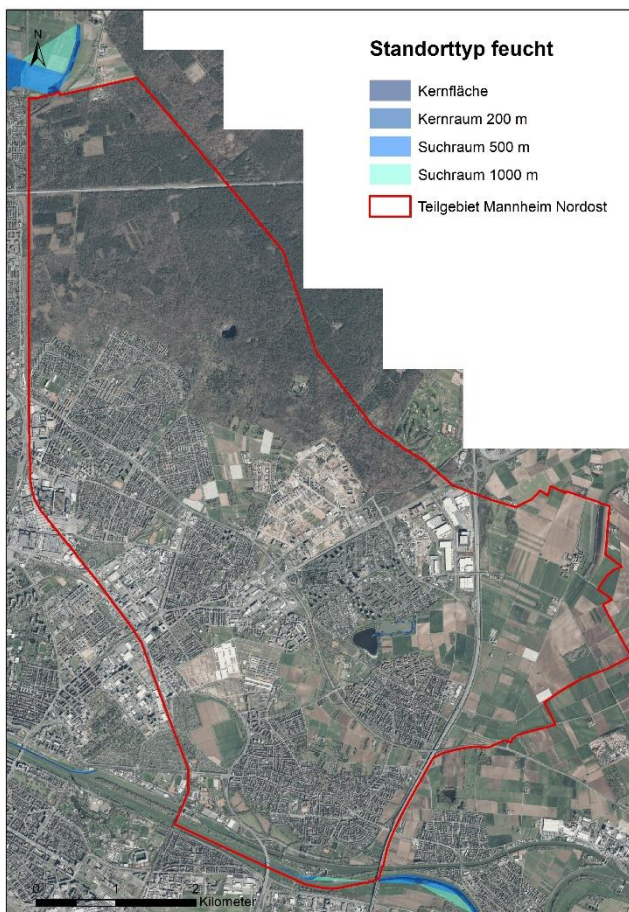 N
Standorttyp feucht
Kernfläche
Kernraum 200 m
Suchraum 500 m
Suchraum 1000 m
Teilgebiet Mannheim Nordost
0 1 2
Kilometer